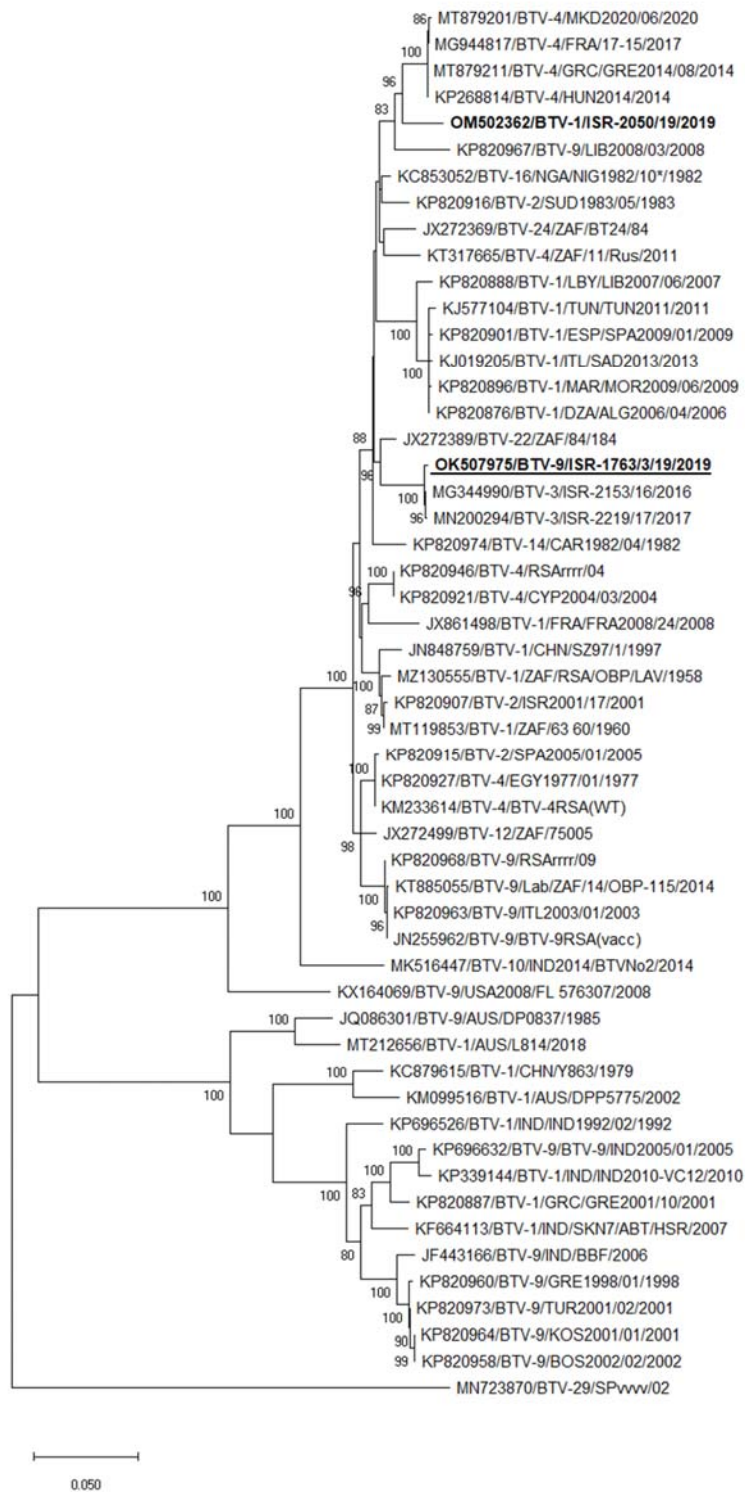 86 MT879201/BTV-4/MKD2020/06/2020
MG944817/BTV-4/FRA/17-15/2017
100 MT879211/BTV-4/GRC/GRE2014/08/2014
96 KP268814/BTV-4/HUN2014/2014
83 OM502362/BTV-1/ISR-2050/19/2019
KP820967/BTV-9/LIB2008/03/2008
KC853052/BTV-16/NGA/NIG1982/10*/1982
KP820916/BTV-2/SUD1983/05/1983
JX272369/BTV-24/ZAF/BT24/84
KT317665/BTV-4/ZAF/11/Rus/2011
KP820888/BTV-1/LBY/LIB2007/06/2007
KJ577104/BTV-1/TUN/TUN2011/2011
100 KP820901/BTV-1/ESP/SPA2009/01/2009
KJ019205/BTV-1/ITL/SAD2013/2013
100 KP820896/BTV-1/MAR/MOR2009/06/2009
KP820876/BTV-1/DZA/ALG2006/04/2006
88 JX272389/BTV-22/ZAF/84/184
96 OK507975/BTV-9/ISR-1763/3/19/2019
100 MG344990/BTV-3/ISR-2153/16/2016
96 MN200294/BTV-3/ISR-2219/17/2017
KP820974/BTV-14/CAR1982/04/1982
100 KP820946/BTV-4/RSArrrr/04
96 KP820921/BTV-4/CYP2004/03/2004
JX861498/BTV-1/FRA/FRA2008/24/2008
JN848759/BTV-1/CHN/SZ97/1/1997
100 100 MZ130555/BTV-1/ZAF/RSA/OBP/LAV/1958
87 KP820907/BTV-2/ISR2001/17/2001
99 MT119853/BTV-1/ZAF/63 60/1960
KP820915/BTV-2/SPA2005/01/2005
100 KP820927/BTV-4/EGY1977/01/1977
KM233614/BTV-4/BTV-4RSA(WT)
100 JX272499/BTV-12/ZAF/75005
98 KP820968/BTV-9/RSArrrr/09
100 KT885055/BTV-9/Lab/ZAF/14/OBP-115/2014
100 KP820963/BTV-9/ITL2003/01/2003
96 JN255962/BTV-9/BTV-9RSA(vacc)
MK516447/BTV-10/IND2014/BTVNo2/2014
KX164069/BTV-9/USA2008/FL 576307/2008
100 JQ086301/BTV-9/AUS/DP0837/1985
MT212656/BTV-1/AUS/L814/2018
100 100 KC879615/BTV-1/CHN/Y863/1979
KM099516/BTV-1/AUS/DPP5775/2002
KP696526/BTV-1/IND/IND1992/02/1992
100 KP696632/BTV-9/BTV-9/IND2005/01/2005
100 KP339144/BTV-1/IND/IND2010-VC12/2010
100 83 KP820887/BTV-1/GRC/GRE2001/10/2001
KF664113/BTV-1/IND/SKN7/ABT/HSR/2007
80 JF443166/BTV-9/IND/BBF/2006
100 KP820960/BTV-9/GRE1998/01/1998
100 KP820973/BTV-9/TUR2001/02/2001
90 KP820964/BTV-9/KOS2001/01/2001
99 KP820958/BTV-9/BOS2002/02/2002
MN723870/BTV-29/SPvvvv/02
0.050